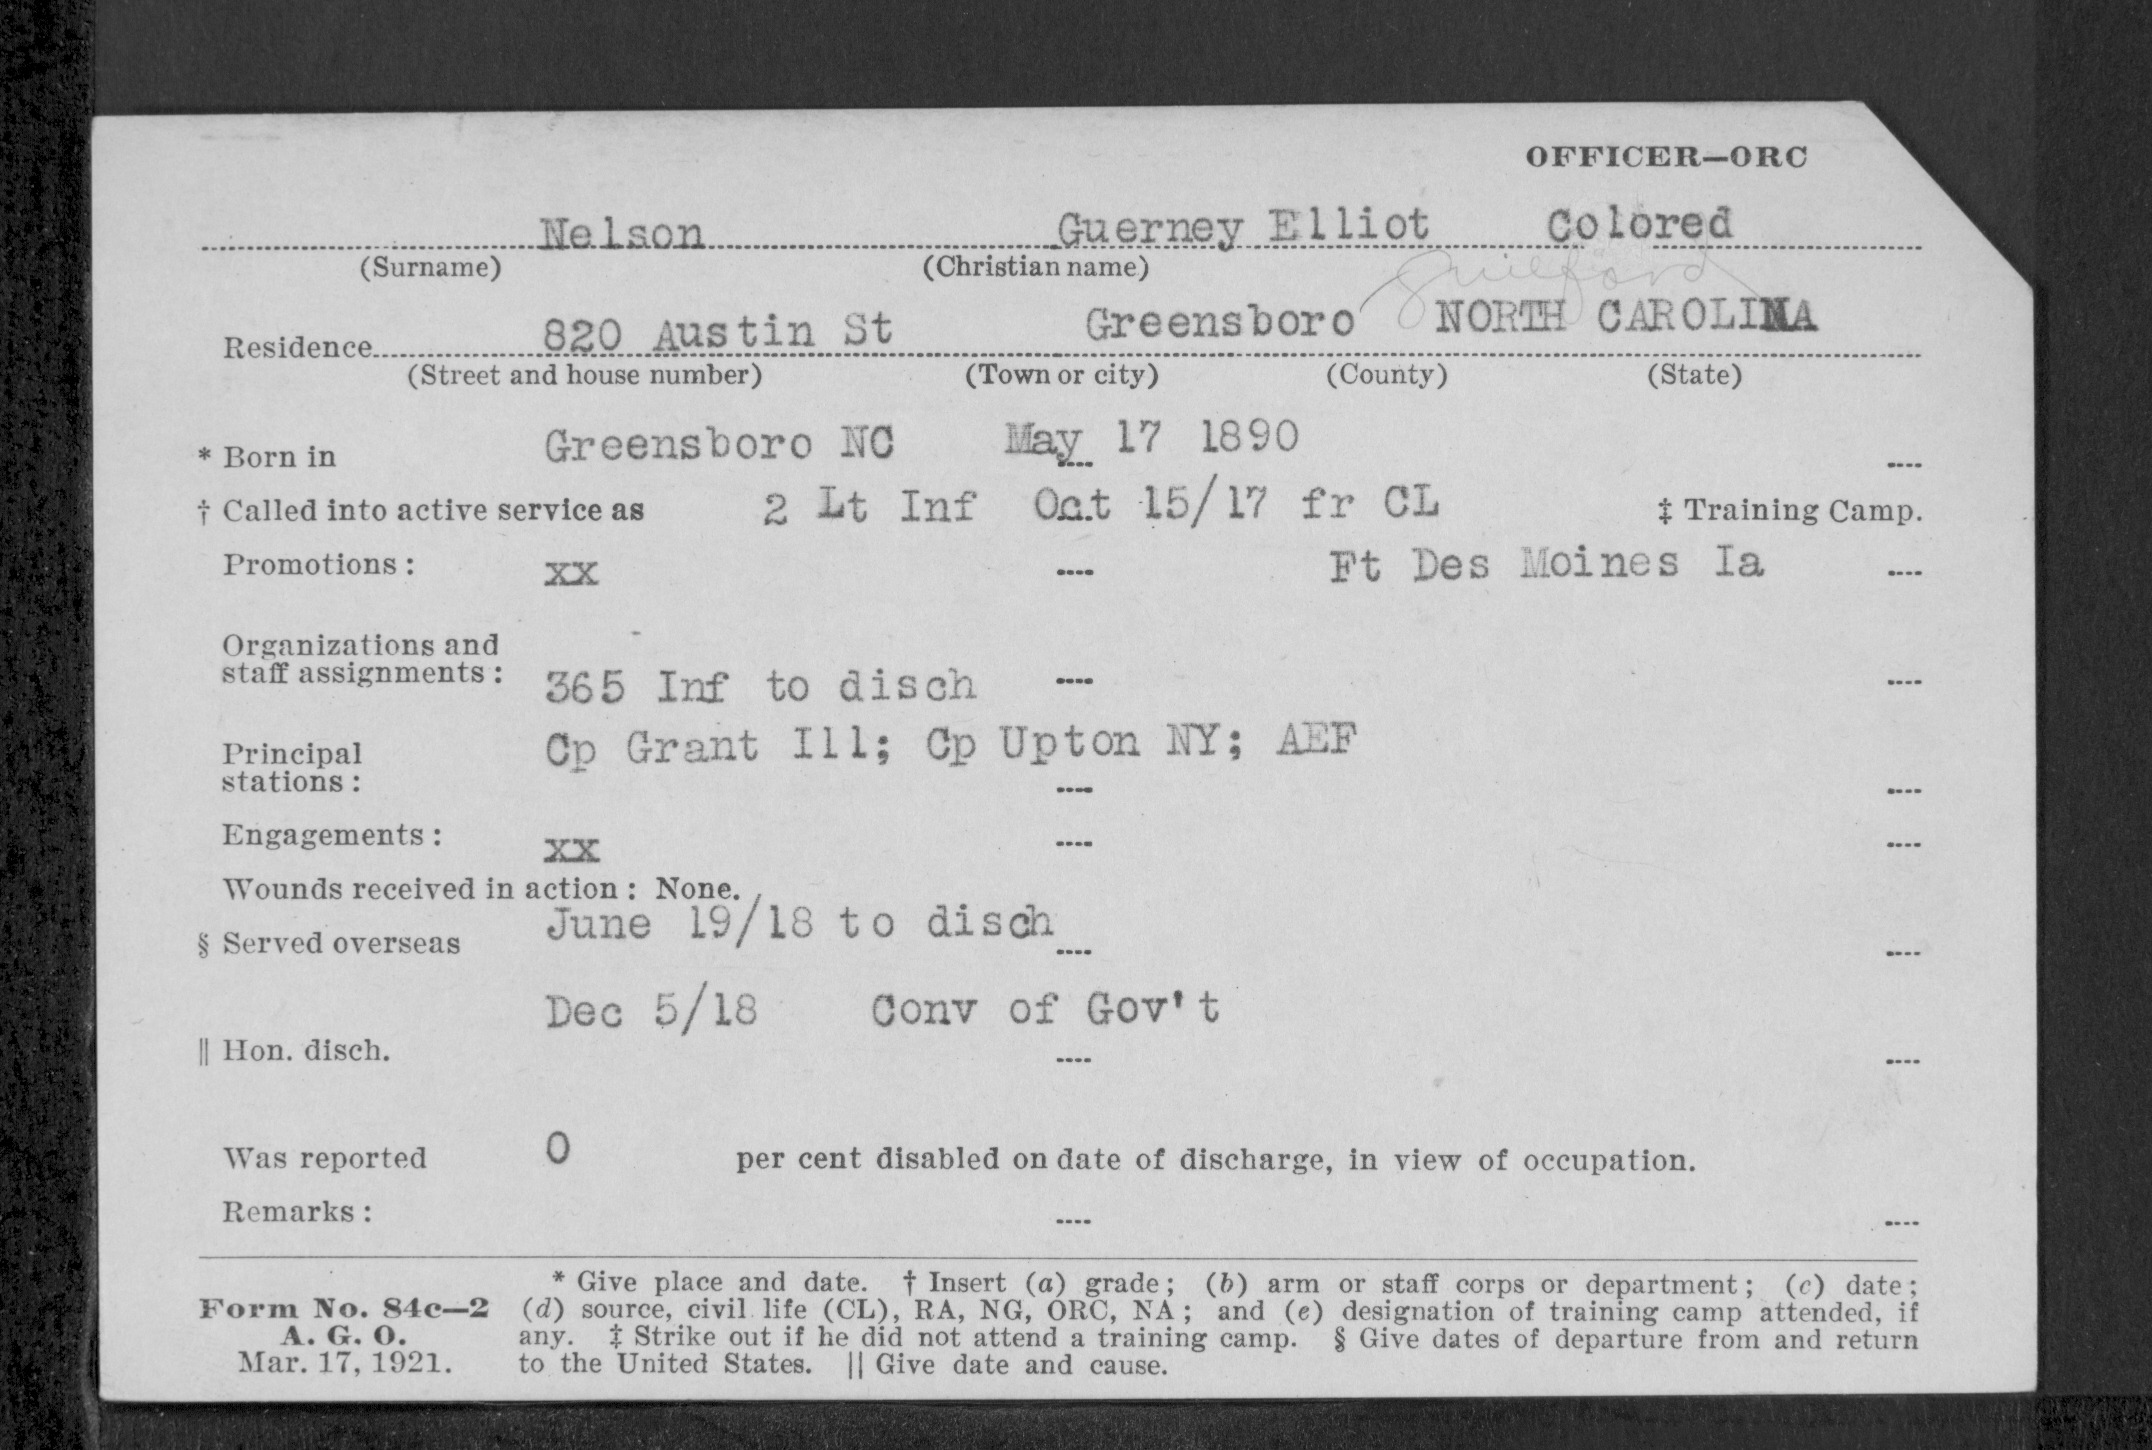 OFFICER—ORC
Nelson Guerney Elliot Colored
(Surname) (Christian name)
Guilford
Residence 820 Austin St Greensboro NORTH CAROLINA
(Street and house number) (Town or city) (County) (State)
* Born in Greensboro NC May 17 1890
† Called into active service as 2 Lt Inf Oct 15/17 fr CL ‡ Training Camp.
Promotions: xx Ft Des Moines Ia
Organizations and
staff assignments: 365 Inf to disch
Principal Cp Grant Ill; Cp Upton NY; AEF
stations:
Engagements: xx
Wounds received in action: None.
§ Served overseas June 19/18 to disch
Dec 5/18 Conv of Gov't
|| Hon. disch.
Was reported 0 per cent disabled on date of discharge, in view of occupation.
Remarks:
* Give place and date. † Insert (a) grade; (b) arm or staff corps or department; (c) date;
Form No. 84c—2 (d) source, civil life (CL), RA, NG, ORC, NA; and (e) designation of training camp attended, if
A. G. O. any. ‡ Strike out if he did not attend a training camp. § Give dates of departure from and return
Mar. 17, 1921. to the United States. || Give date and cause.